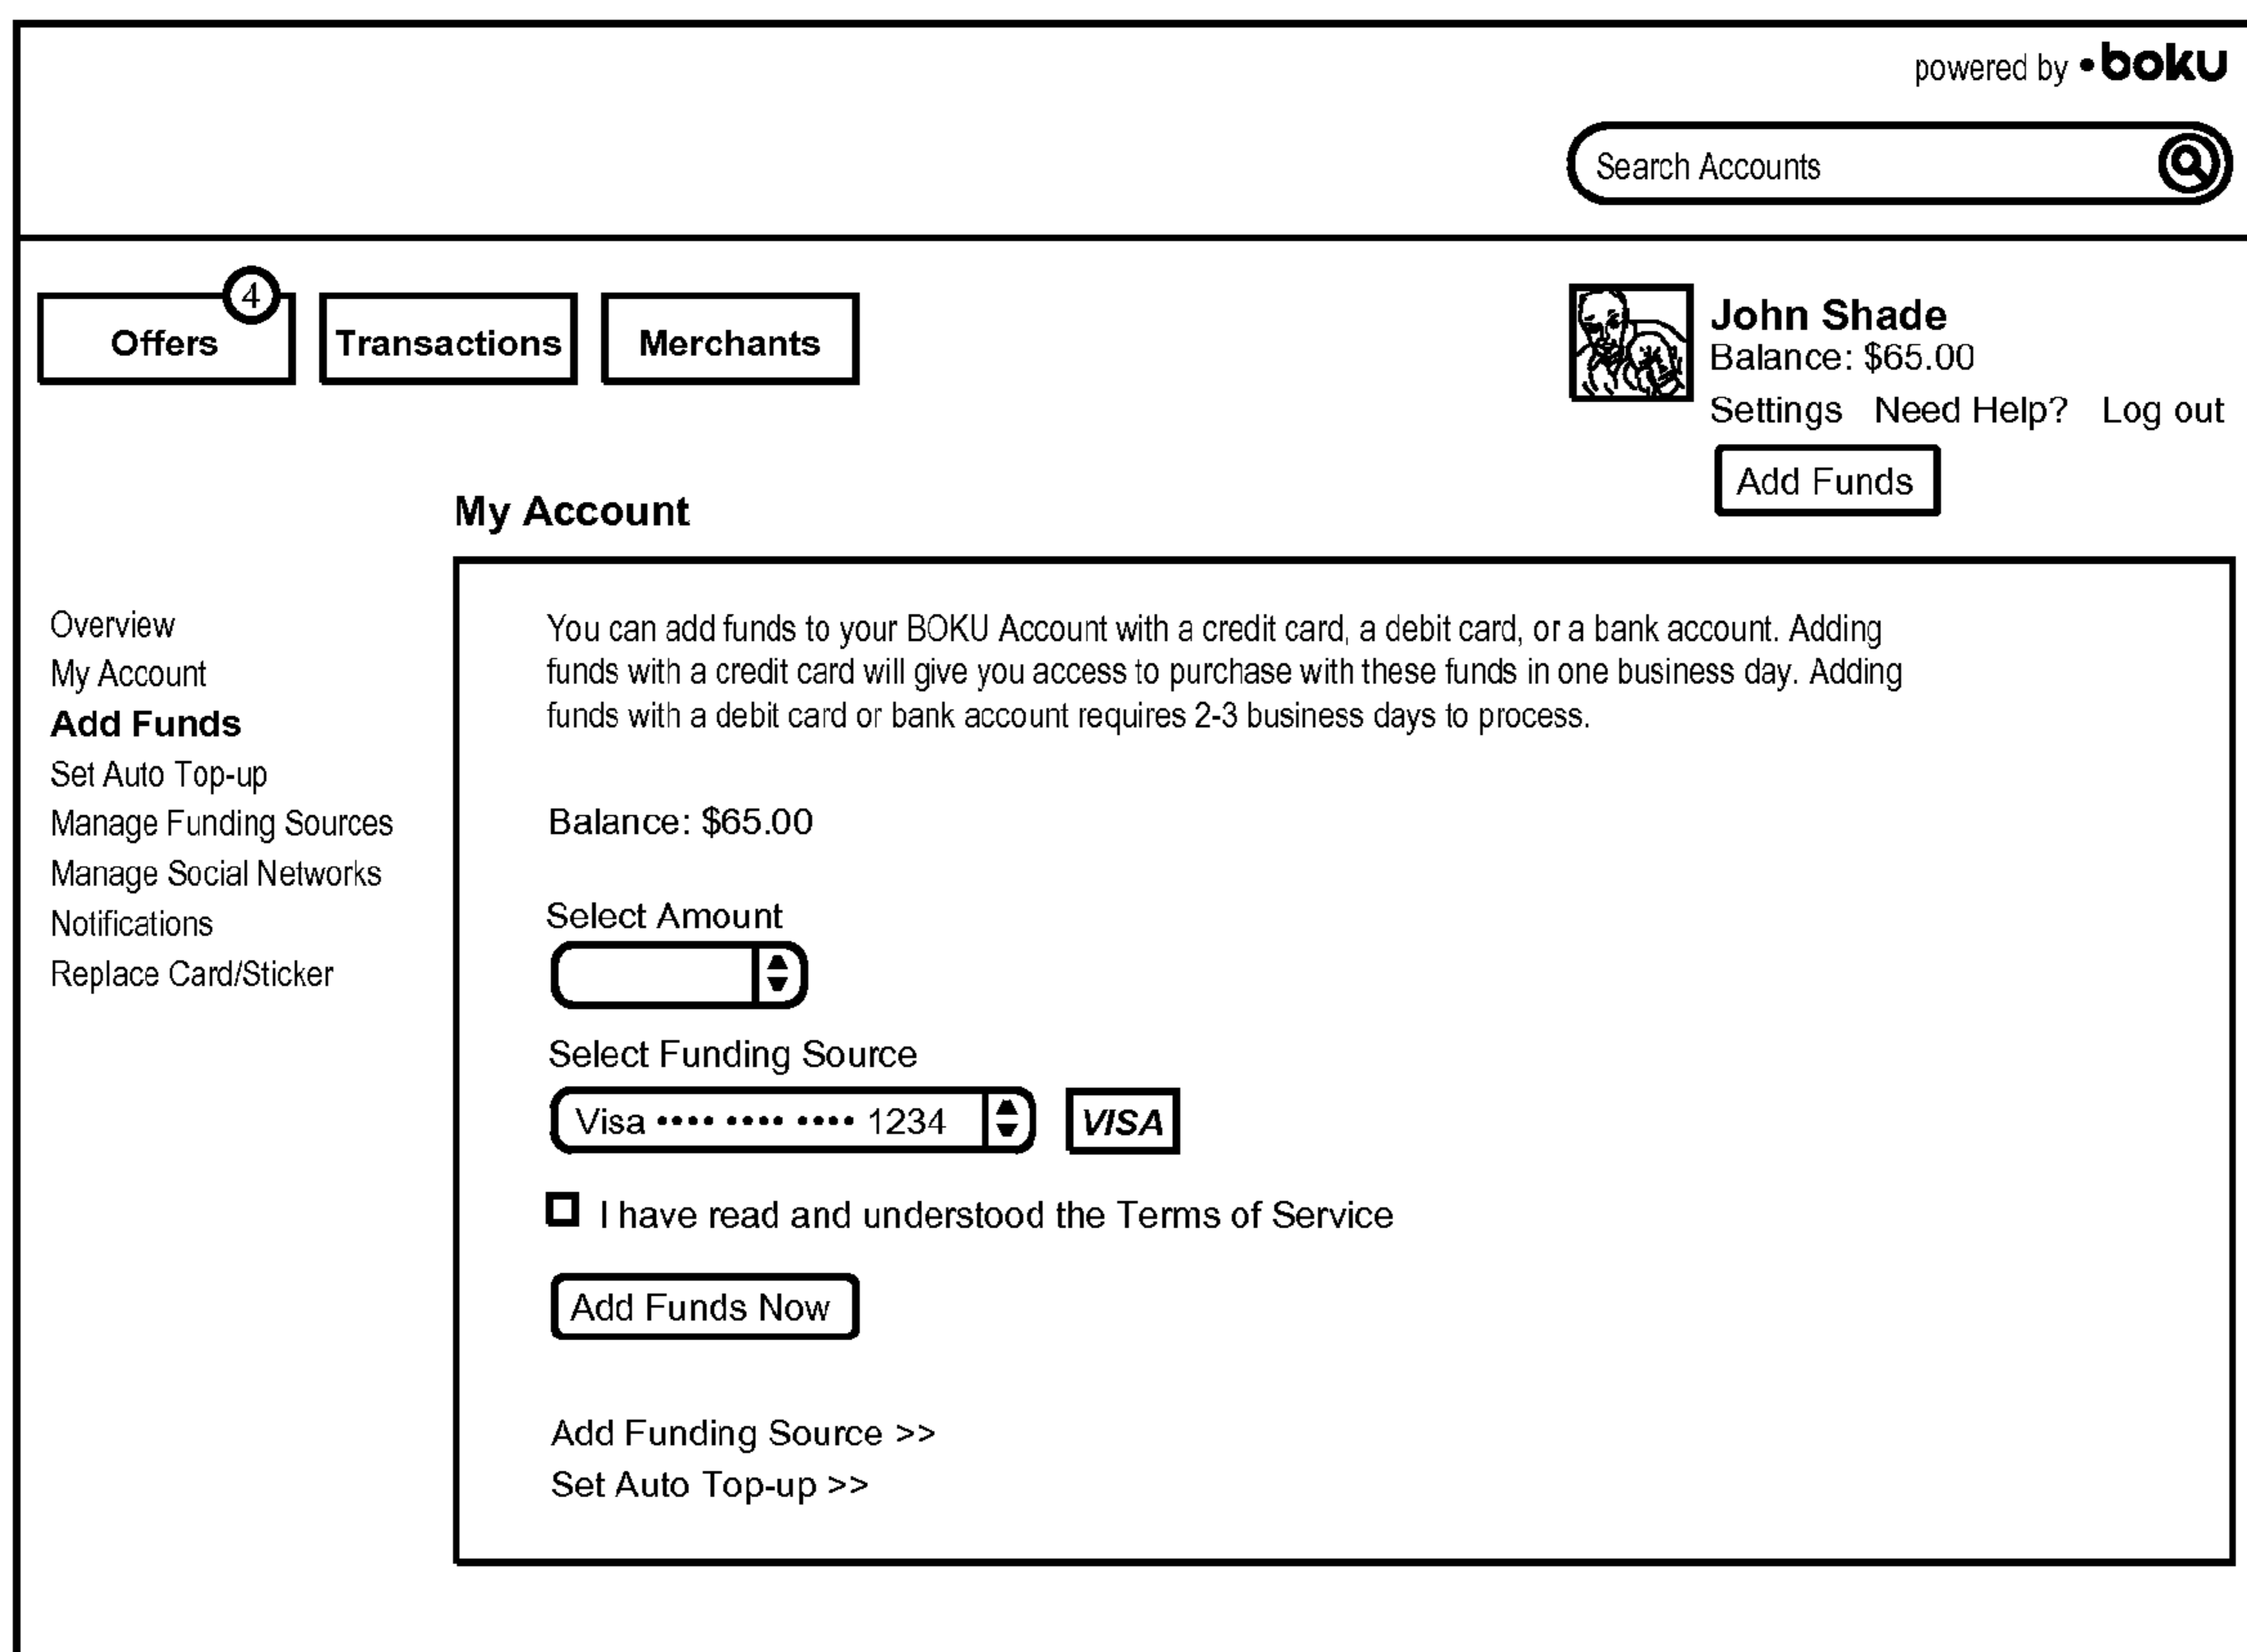 powered by •boku
Search Accounts
4
Offers
Transactions
Merchants
John Shade
Balance: $65.00
Settings Need Help? Log out
Add Funds
My Account
Overview
My Account
Add Funds
Set Auto Top-up
Manage Funding Sources
Manage Social Networks
Notifications
Replace Card/Sticker
You can add funds to your BOKU Account with a credit card, a debit card, or a bank account. Adding
funds with a credit card will give you access to purchase with these funds in one business day. Adding
funds with a debit card or bank account requires 2-3 business days to process.
Balance: $65.00
Select Amount
Select Funding Source
Visa •••• •••• •••• 1234
VISA
I have read and understood the Terms of Service
Add Funds Now
Add Funding Source >>
Set Auto Top-up >>